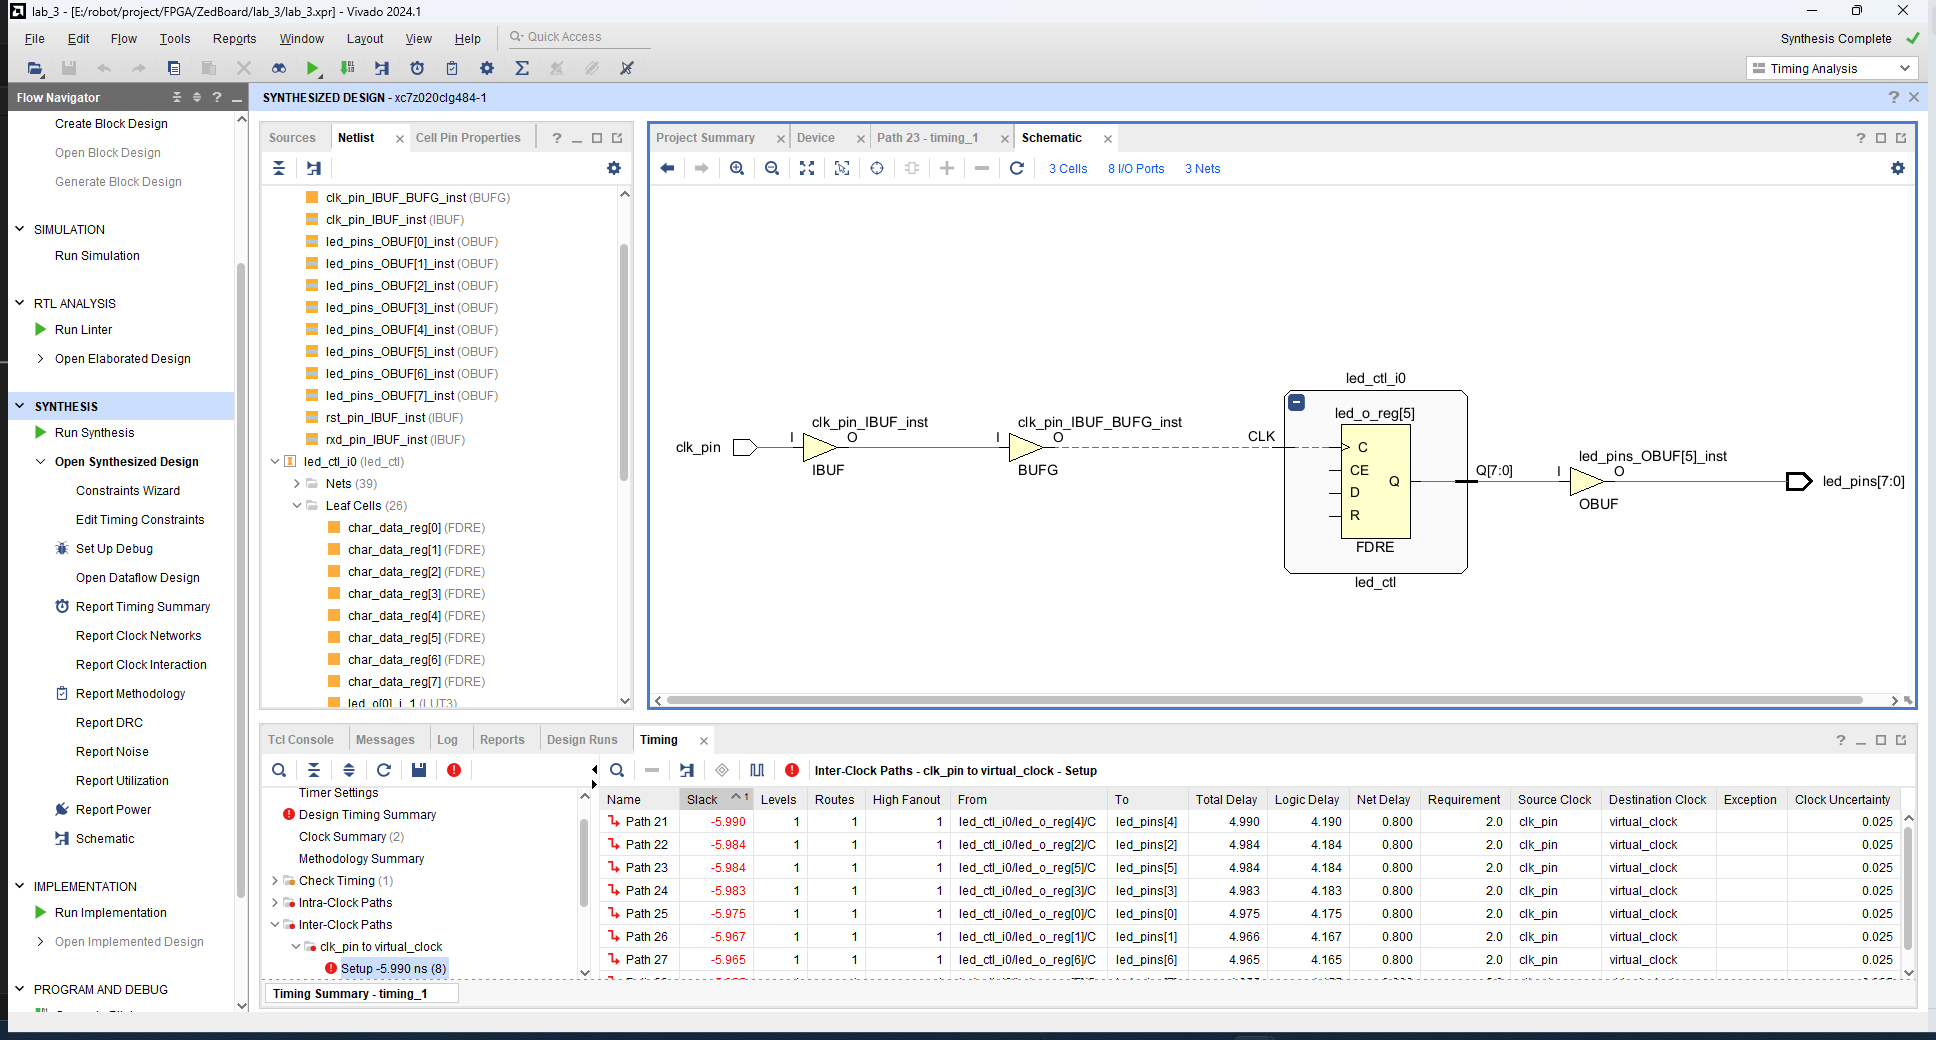 lab_3 - [E:/robot/project/FPGA/ZedBoard/lab_3/lab_3.xpr] - Vivado 2024.1
File Edit Flow Tools Reports Window Layout View Help Quick Access
Synthesis Complete
Timing Analysis
Flow Navigator
SYNTHESIZED DESIGN - xc7z020clg484-1
Create Block Design
Open Block Design
Generate Block Design
SIMULATION
Run Simulation
RTL ANALYSIS
Run Linter
Open Elaborated Design
SYNTHESIS
Run Synthesis
Open Synthesized Design
Constraints Wizard
Edit Timing Constraints
Set Up Debug
Open Dataflow Design
Report Timing Summary
Report Clock Networks
Report Clock Interaction
Report Methodology
Report DRC
Report Noise
Report Utilization
Report Power
Schematic
IMPLEMENTATION
Run Implementation
Open Implemented Design
PROGRAM AND DEBUG
Sources Netlist Cell Pin Properties
clk_pin_IBUF_BUFG_inst (BUFG)
clk_pin_IBUF_inst (IBUF)
led_pins_OBUF[0]_inst (OBUF)
led_pins_OBUF[1]_inst (OBUF)
led_pins_OBUF[2]_inst (OBUF)
led_pins_OBUF[3]_inst (OBUF)
led_pins_OBUF[4]_inst (OBUF)
led_pins_OBUF[5]_inst (OBUF)
led_pins_OBUF[6]_inst (OBUF)
led_pins_OBUF[7]_inst (OBUF)
rst_pin_IBUF_inst (IBUF)
rxd_pin_IBUF_inst (IBUF)
led_ctl_i0 (led_ctl)
Nets (39)
Leaf Cells (26)
char_data_reg[0] (FDRE)
char_data_reg[1] (FDRE)
char_data_reg[2] (FDRE)
char_data_reg[3] (FDRE)
char_data_reg[4] (FDRE)
char_data_reg[5] (FDRE)
char_data_reg[6] (FDRE)
char_data_reg[7] (FDRE)
led_o[0]_i_1 (LUT3)
Project Summary Device Path 23 - timing_1 Schematic
3 Cells 8 I/O Ports 3 Nets
led_ctl_i0
led_o_reg[5]
clk_pin_IBUF_inst clk_pin_IBUF_BUFG_inst
clk_pin I O I O CLK C
IBUF BUFG CE
D Q
R
FDRE
led_ctl
Q[7:0]
led_pins_OBUF[5]_inst
I O led_pins[7:0]
OBUF
Tcl Console Messages Log Reports Design Runs Timing
Timer Settings
Design Timing Summary
Clock Summary (2)
Methodology Summary
Check Timing (1)
Intra-Clock Paths
Inter-Clock Paths
clk_pin to virtual_clock
Setup -5.990 ns (8)
Timing Summary - timing_1
Inter-Clock Paths - clk_pin to virtual_clock - Setup
Name Slack 1 Levels Routes High Fanout From To Total Delay Logic Delay Net Delay Requirement Source Clock Destination Clock Exception Clock Uncertainty
Path 21 -5.990 1 1 1 led_ctl_i0/led_o_reg[4]/C led_pins[4] 4.990 4.190 0.800 2.0 clk_pin virtual_clock 0.025
Path 22 -5.984 1 1 1 led_ctl_i0/led_o_reg[2]/C led_pins[2] 4.984 4.184 0.800 2.0 clk_pin virtual_clock 0.025
Path 23 -5.984 1 1 1 led_ctl_i0/led_o_reg[5]/C led_pins[5] 4.984 4.184 0.800 2.0 clk_pin virtual_clock 0.025
Path 24 -5.983 1 1 1 led_ctl_i0/led_o_reg[3]/C led_pins[3] 4.983 4.183 0.800 2.0 clk_pin virtual_clock 0.025
Path 25 -5.975 1 1 1 led_ctl_i0/led_o_reg[0]/C led_pins[0] 4.975 4.175 0.800 2.0 clk_pin virtual_clock 0.025
Path 26 -5.967 1 1 1 led_ctl_i0/led_o_reg[1]/C led_pins[1] 4.966 4.167 0.800 2.0 clk_pin virtual_clock 0.025
Path 27 -5.965 1 1 1 led_ctl_i0/led_o_reg[6]/C led_pins[6] 4.965 4.165 0.800 2.0 clk_pin virtual_clock 0.025